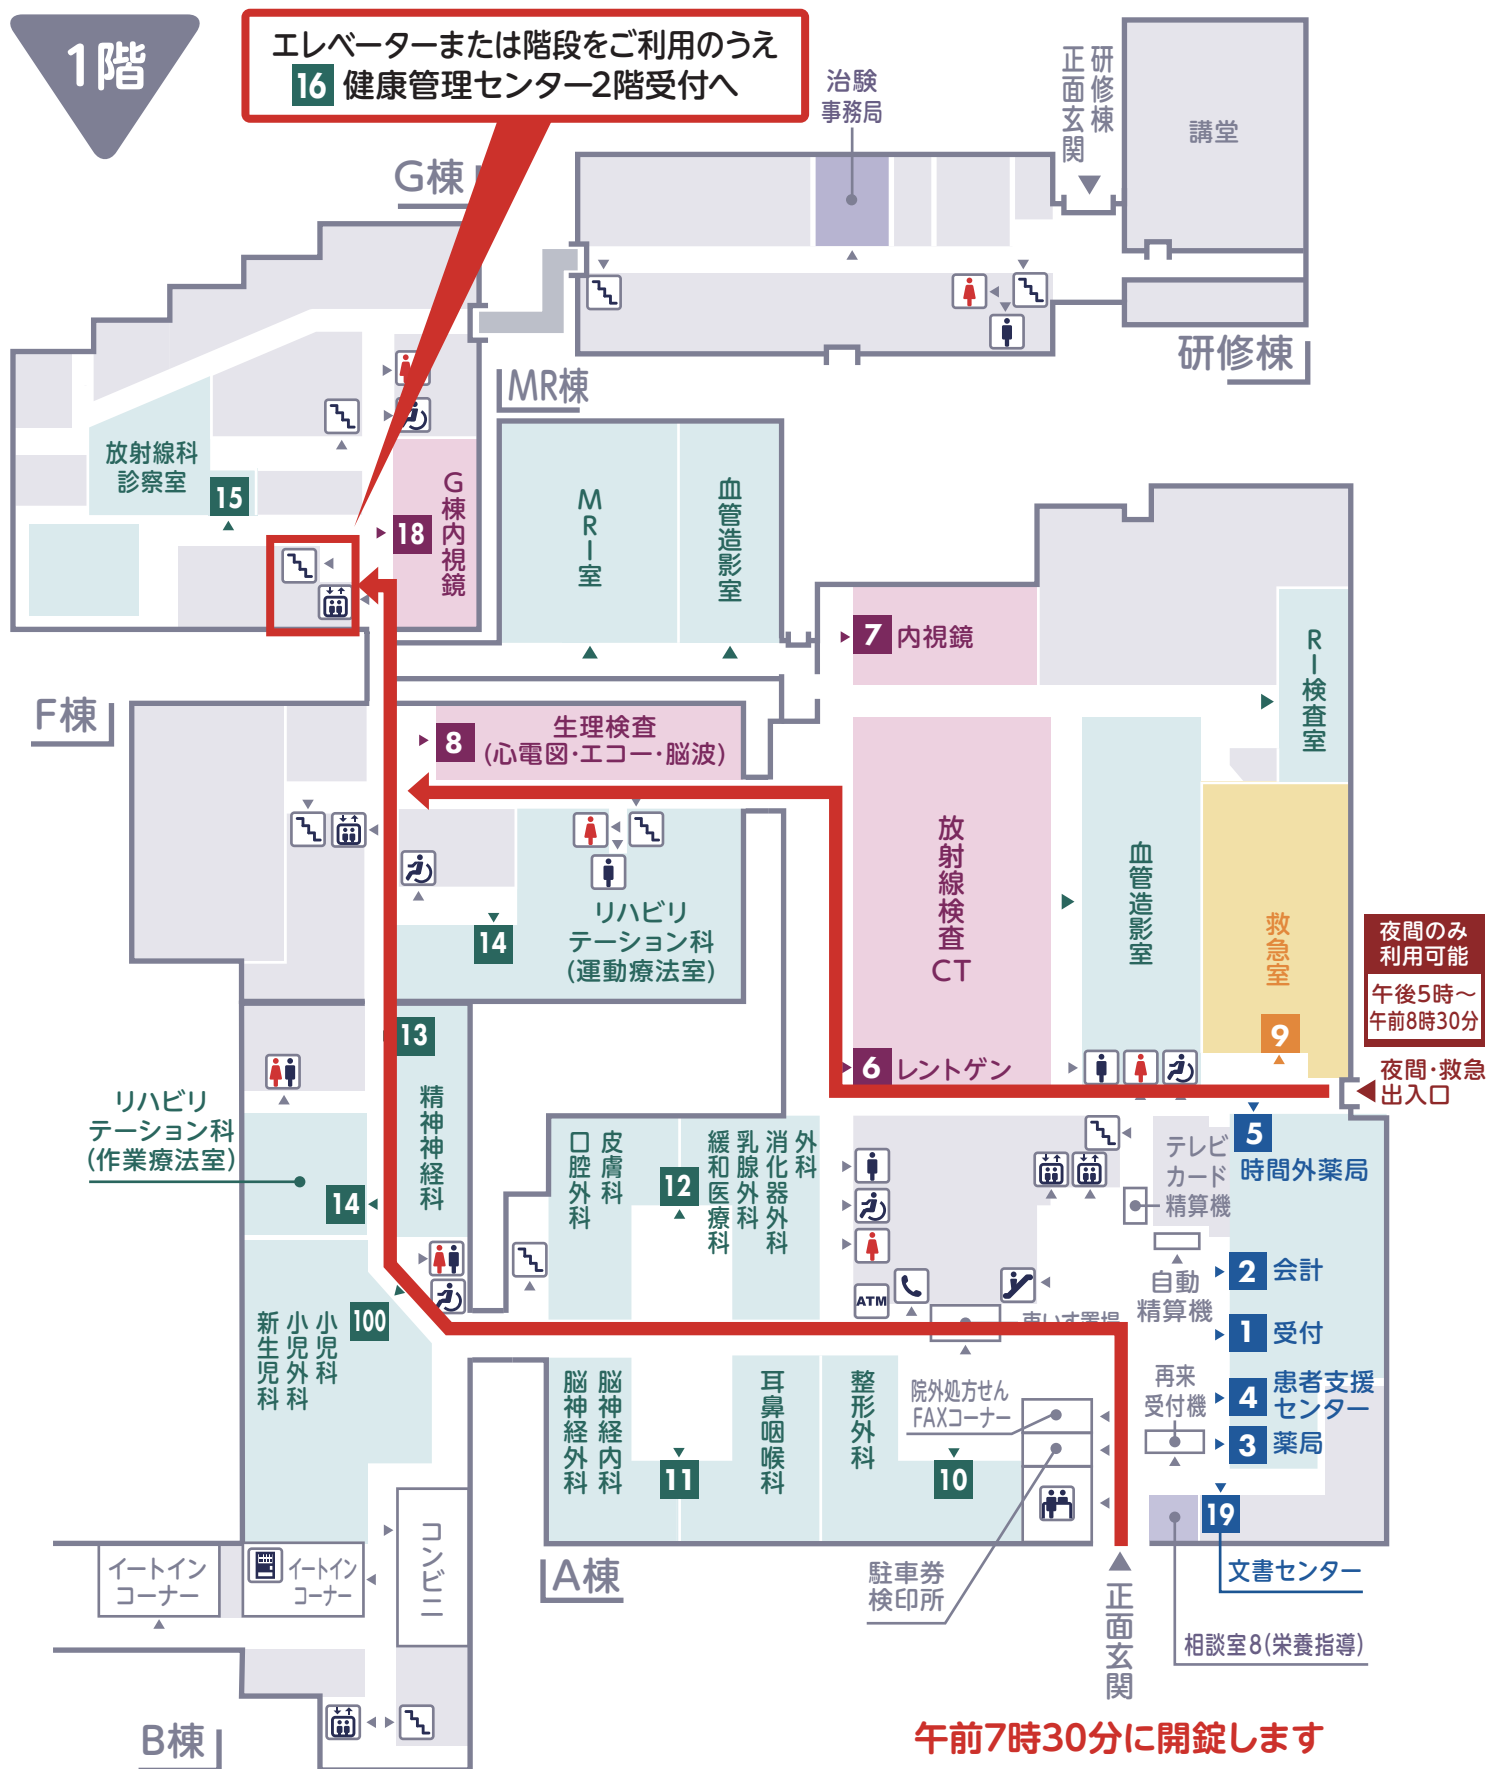 1階
エレベーターまたは階段をご利用のうえ
16 健康管理センター2階受付へ
治験
事務局
研修棟
正面玄関
講堂
G棟
研修棟
MR棟
放射線科
診察室
15
18
G棟内視鏡
MRI室
血管造影室
7 内視鏡
RI検査室
F棟
8 生理検査
(心電図・エコー・脳波)
放射線検査
CT
血管造影室
救急室
9
夜間のみ
利用可能
午後5時～
午前8時30分
夜間・救急
出入口
リハビリ
テーション科
(運動療法室)
14
13
精神神経科
6 レントゲン
リハビリ
テーション科
(作業療法室)
14
100
小児科
小児外科
新生児科
皮膚科
口腔外科
12
外科
消化器外科
乳腺外科
緩和医療科
ATM
テレビ
カード
精算機
5
時間外薬局
自動
精算機
2 会計
1 受付
再来
受付機
4 患者支援
センター
3 薬局
院外処方せん
FAXコーナー
脳神経内科
脳神経外科
11
耳鼻咽喉科
整形外科
10
19
文書センター
相談室8(栄養指導)
駐車券
検印所
正面玄関
A棟
コンビニ
イートイン
コーナー
イートイン
コーナー
B棟
午前7時30分に開錠します